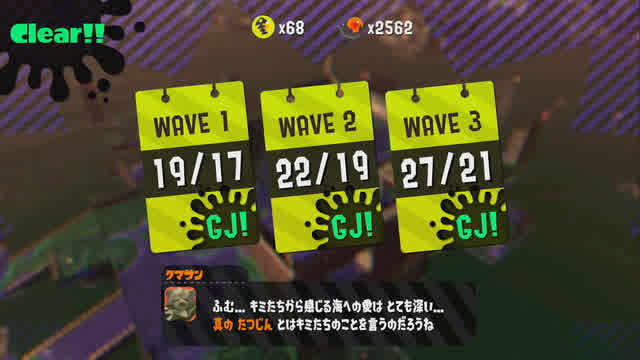 Clear!!
x68
x2562
WAVE 1
19/17
GJ!
WAVE 2
22/19
GJ!
WAVE 3
27/21
GJ!
クマサン
ふむ... キミたちから感じる海への愛は とても深い...
真の たつじん とはキミたちのことを言うのだろうね